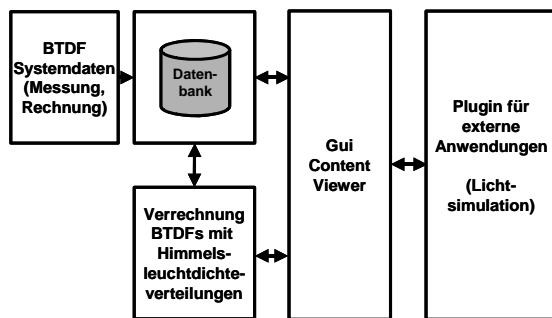 BTDF
Systemdaten
(Messung,
Rechnung)
Daten-
bank
Verrechnung
BTDFs mit
Himmels-
leuchtdichte-
verteilungen
Gui
Content
Viewer
Plugin für
externe
Anwendungen
(Licht-
simulation)